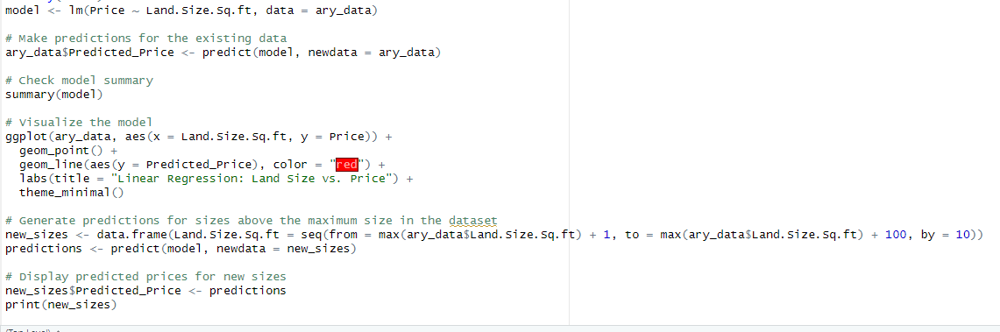 model <- lm(Price ~ Land.Size.Sq.ft, data = ary_data)
# Make predictions for the existing data
ary_data$Predicted_Price <- predict(model, newdata = ary_data)
# Check model summary
summary(model)
# Visualize the model
ggplot(ary_data, aes(x = Land.Size.Sq.ft, y = Price)) +
  geom_point() +
  geom_line(aes(y = Predicted_Price), color = "red") +
  labs(title = "Linear Regression: Land Size vs. Price") +
  theme_minimal()
# Generate predictions for sizes above the maximum size in the dataset
new_sizes <- data.frame(Land.Size.Sq.ft = seq(from = max(ary_data$Land.Size.Sq.ft) + 1, to = max(ary_data$Land.Size.Sq.ft) + 100, by = 10))
predictions <- predict(model, newdata = new_sizes)
# Display predicted prices for new sizes
new_sizes$Predicted_Price <- predictions
print(new_sizes)